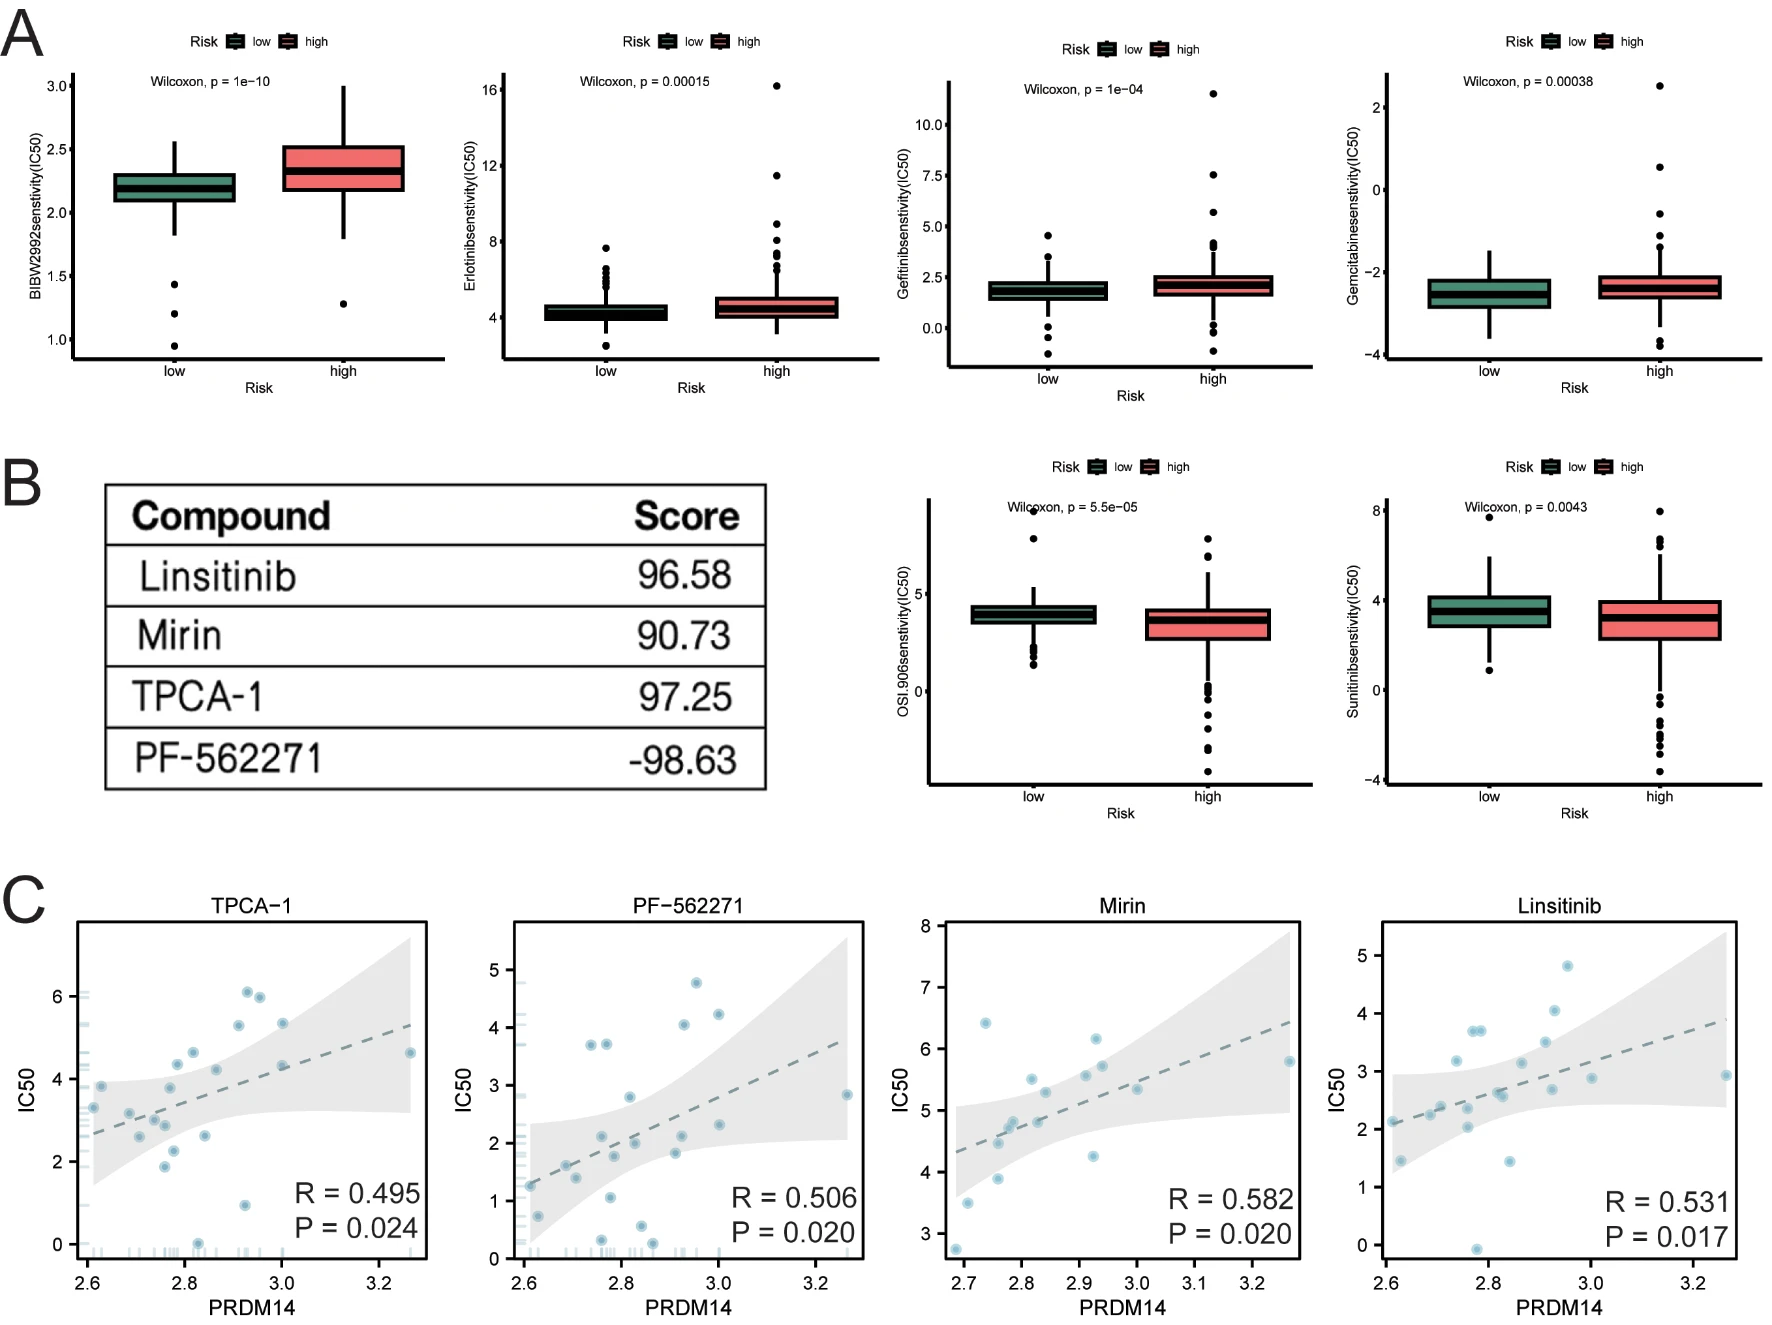 A
Risk low high
Wilcoxon, p = 1e−10
BIBW2992senstivity(IC50)
3.0
2.5
2.0
1.5
1.0
low high
Risk
Risk low high
Wilcoxon, p = 0.00015
Erlotinibsenstivity(IC50)
16
12
8
4
low high
Risk
Risk low high
Wilcoxon, p = 1e−04
Gefitinibsenstivity(IC50)
10.0
7.5
5.0
2.5
0.0
low high
Risk
Risk low high
Wilcoxon, p = 0.00038
Gemcitabinesenstivity(IC50)
2
0
−2
−4
low high
Risk
B
Compound Score
Linsitinib 96.58
Mirin 90.73
TPCA-1 97.25
PF-562271 -98.63
Risk low high
Wilcoxon, p = 5.5e−05
OSI.906senstivity(IC50)
5
0
low high
Risk
Risk low high
Wilcoxon, p = 0.0043
Sunitinibsenstivity(IC50)
8
4
0
−4
low high
Risk
C
TPCA−1
IC50
6
4
2
0
R = 0.495
P = 0.024
2.6 2.8 3.0 3.2
PRDM14
PF−562271
IC50
5
4
3
2
1
0
R = 0.506
P = 0.020
2.6 2.8 3.0 3.2
PRDM14
Mirin
IC50
8
7
6
5
4
3
R = 0.582
P = 0.020
2.7 2.8 2.9 3.0 3.1 3.2
PRDM14
Linsitinib
IC50
5
4
3
2
1
0
R = 0.531
P = 0.017
2.6 2.8 3.0 3.2
PRDM14